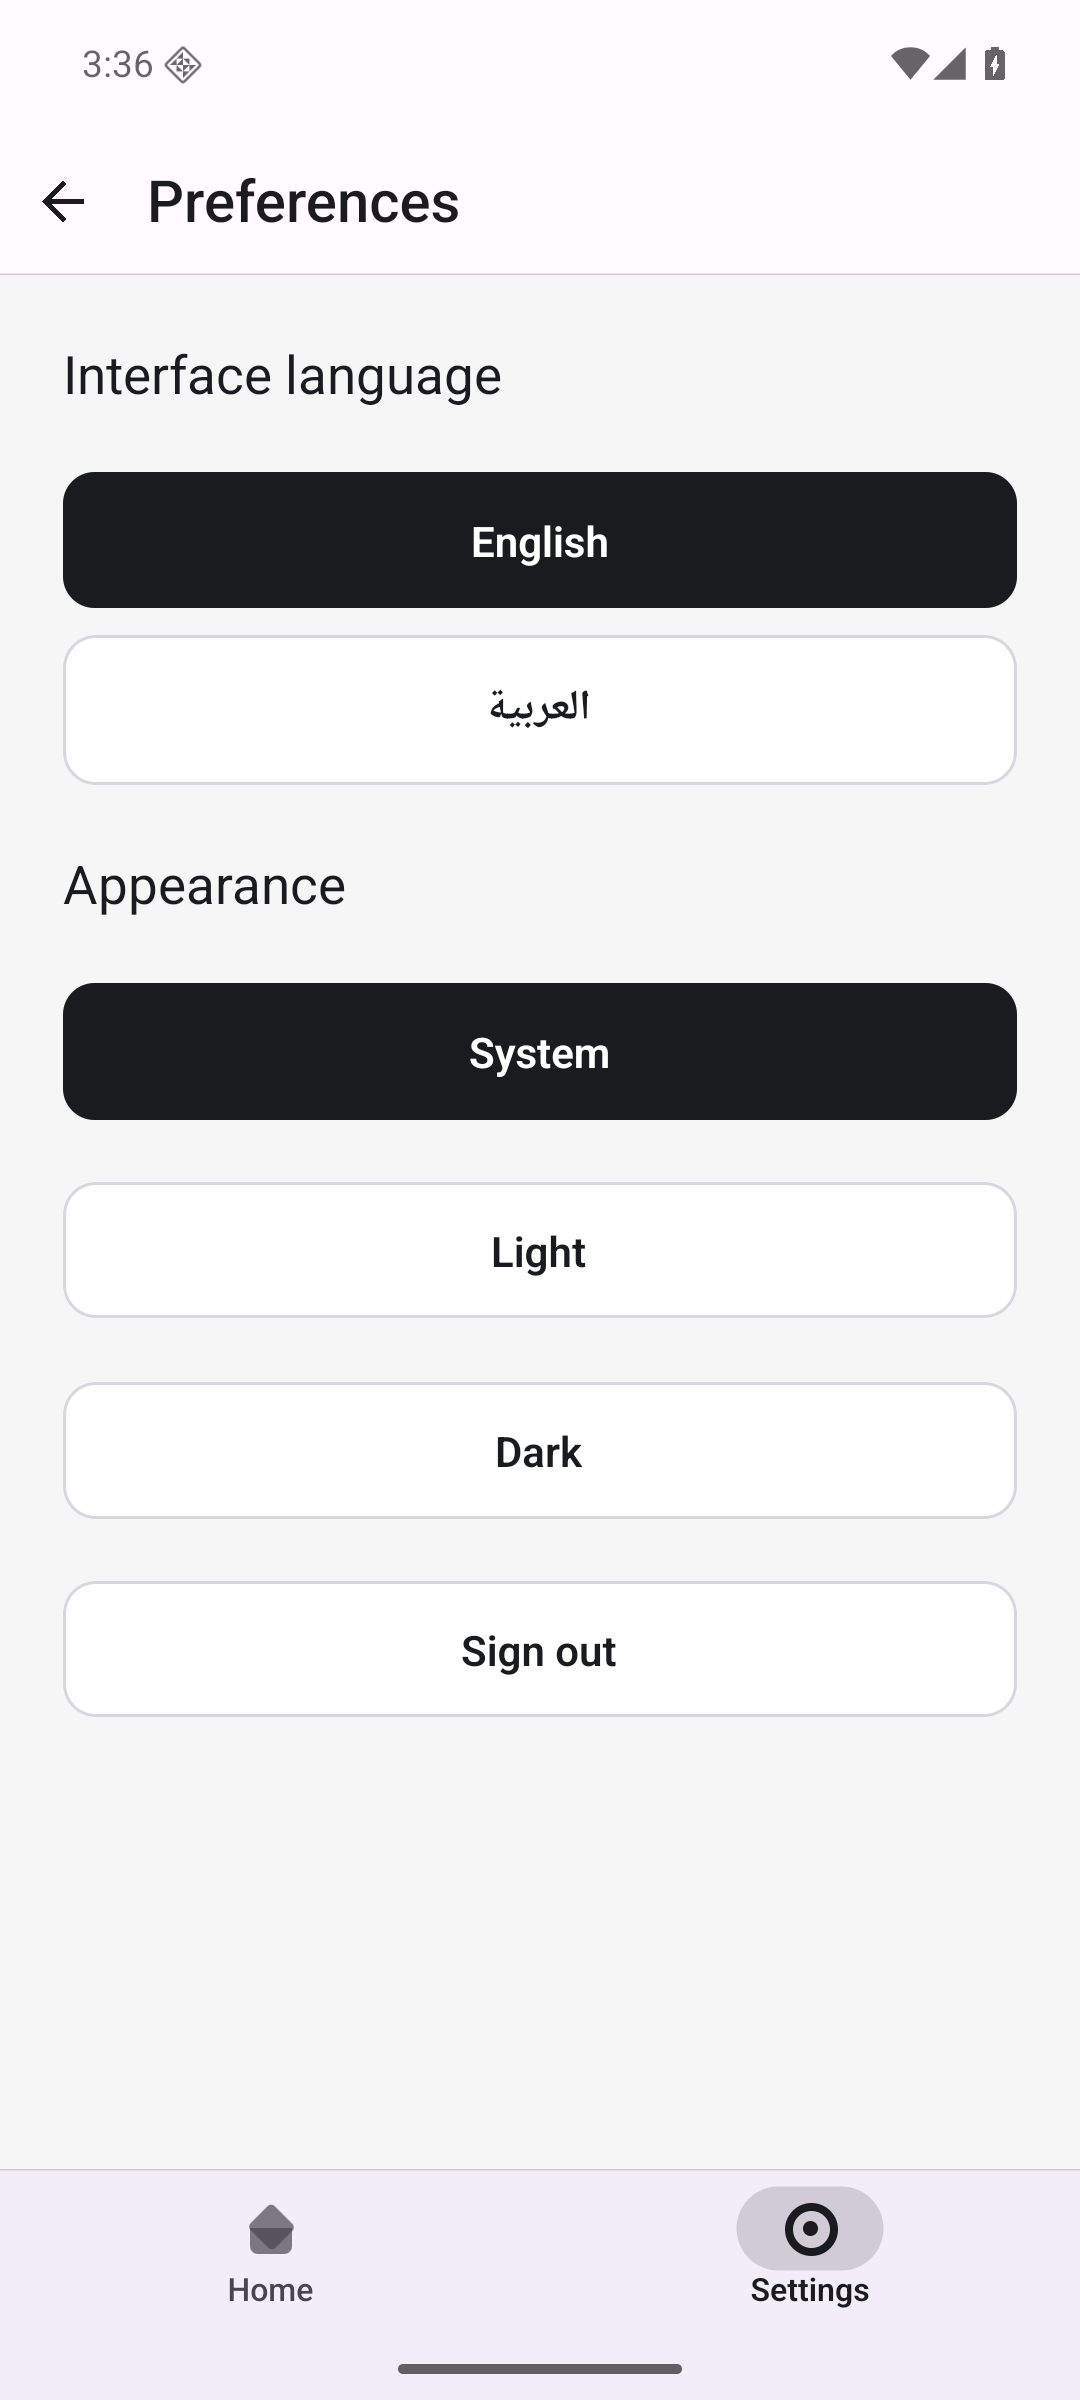 3:36
Preferences
Interface language
English
العربية
Appearance
System
Light
Dark
Sign out
Home
Settings